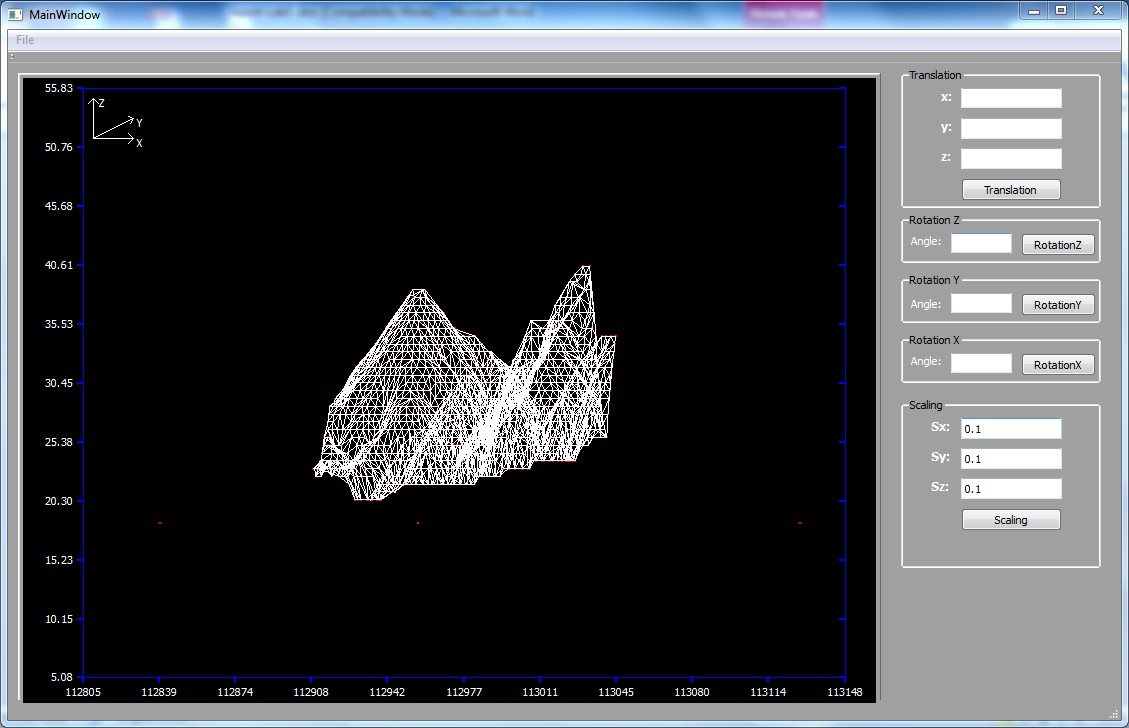 MainWindow
File
55.83
50.76
45.68
40.61
35.53
30.45
25.38
20.30
15.23
10.15
5.08
Z
Y
X
112805 112839 112874 112908 112942 112977 113011 113045 113080 113114 113148
Translation
x:
y:
z:
Translation
Rotation Z
Angle: RotationZ
Rotation Y
Angle: RotationY
Rotation X
Angle: RotationX
Scaling
Sx: 0.1
Sy: 0.1
Sz: 0.1
Scaling